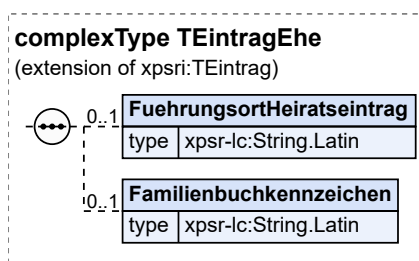 complexType TEintragEhe
(extension of xpsri:TEintrag)
0..1 FuehrungsortHeiratseintrag
type xpsr-lc:String.Latin
0..1 Familienbuchkennzeichen
type xpsr-lc:String.Latin